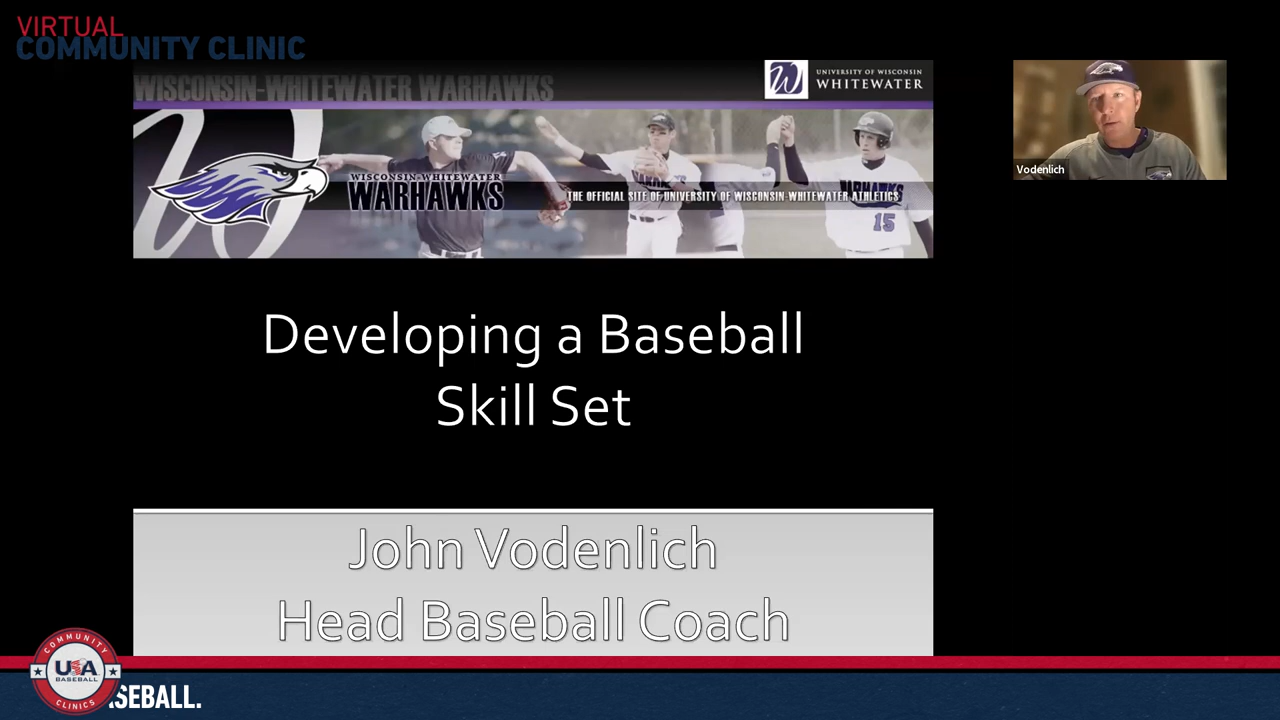 VIRTUAL
COMMUNITY CLINIC
WISCONSIN-WHITEWATER WARHAWKS
UNIVERSITY OF WISCONSIN
WHITEWATER
WISCONSIN-WHITEWATER
WARHAWKS
THE OFFICIAL SITE OF UNIVERSITY OF WISCONSIN-WHITEWATER ATHLETICS
WARHAWKS
15
Vodenlich
Developing a Baseball
Skill Set
John Vodenlich
Head Baseball Coach
COMMUNITY
USA
BASEBALL
CLINICS
SEBALL.